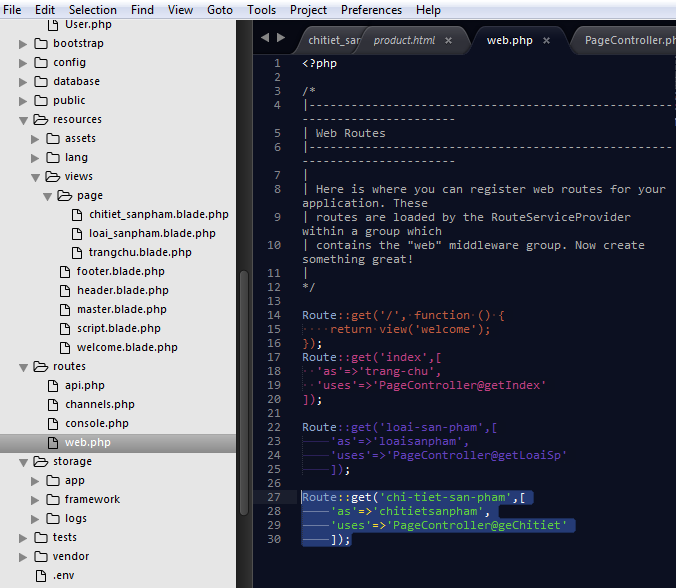 File Edit Selection Find View Goto Tools Project Preferences Help
User.php
bootstrap
config
database
public
resources
assets
lang
views
page
chitiet_sanpham.blade.php
loai_sanpham.blade.php
trangchu.blade.php
footer.blade.php
header.blade.php
master.blade.php
script.blade.php
welcome.blade.php
routes
api.php
channels.php
console.php
web.php
storage
app
framework
logs
tests
vendor
.env
chitiet_sar product.html × web.php × PageController.ph
1 <?php
2
3 /*
4 |----------------------------------------------------
----------------------
5 | Web Routes
6 |----------------------------------------------------
----------------------
7 |
8 | Here is where you can register web routes for your
application. These
9 | routes are loaded by the RouteServiceProvider
within a group which
10 | contains the "web" middleware group. Now create
something great!
11 |
12 */
13
14 Route::get('/', function () {
15     return view('welcome');
16 });
17 Route::get('index',[
18   'as'=>'trang-chu',
19   'uses'=>'PageController@getIndex'
20 ]);
21
22 Route::get('loai-san-pham',[
23     'as'=>'loaisanpham',
24     'uses'=>'PageController@getLoaiSp'
25     ]);
26
27 Route::get('chi-tiet-san-pham',[
28     'as'=>'chitietsanpham',
29     'uses'=>'PageController@geChitiet'
30     ]);